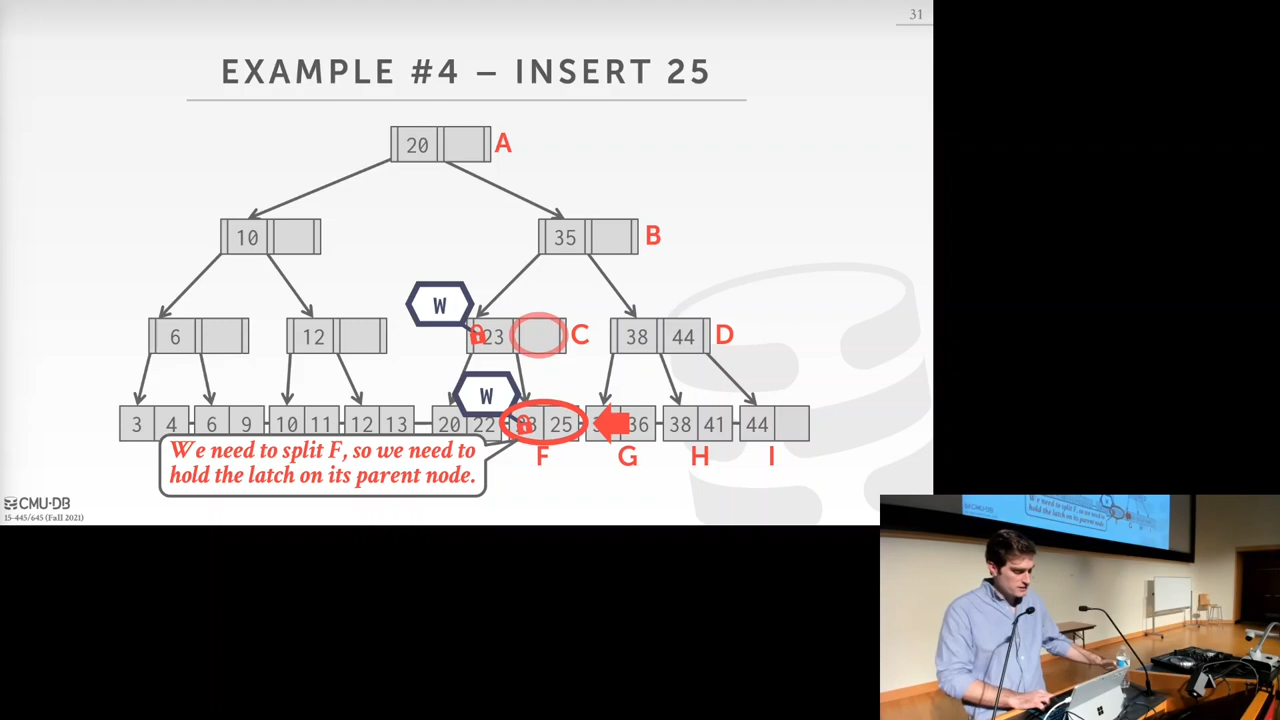 31
EXAMPLE #4 – INSERT 25
20 A
10 35 B
W
6 12 23 C 38 44 D
W
3 4 6 9 10 11 12 13 20 22 25 36 38 41 44
We need to split F, so we need to
hold the latch on its parent node.
F G H I
CMU·DB
15-445/645 (Fall 2021)